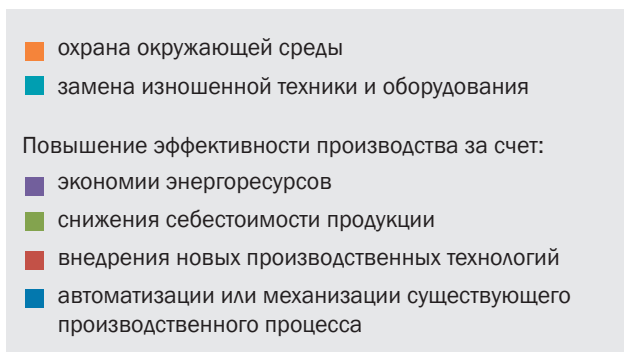 охрана окружающей среды
замена изношенной техники и оборудования
Повышение эффективности производства за счет:
экономии энергоресурсов
снижения себестоимости продукции
внедрения новых производственных технологий
автоматизации или механизации существующего
производственного процесса